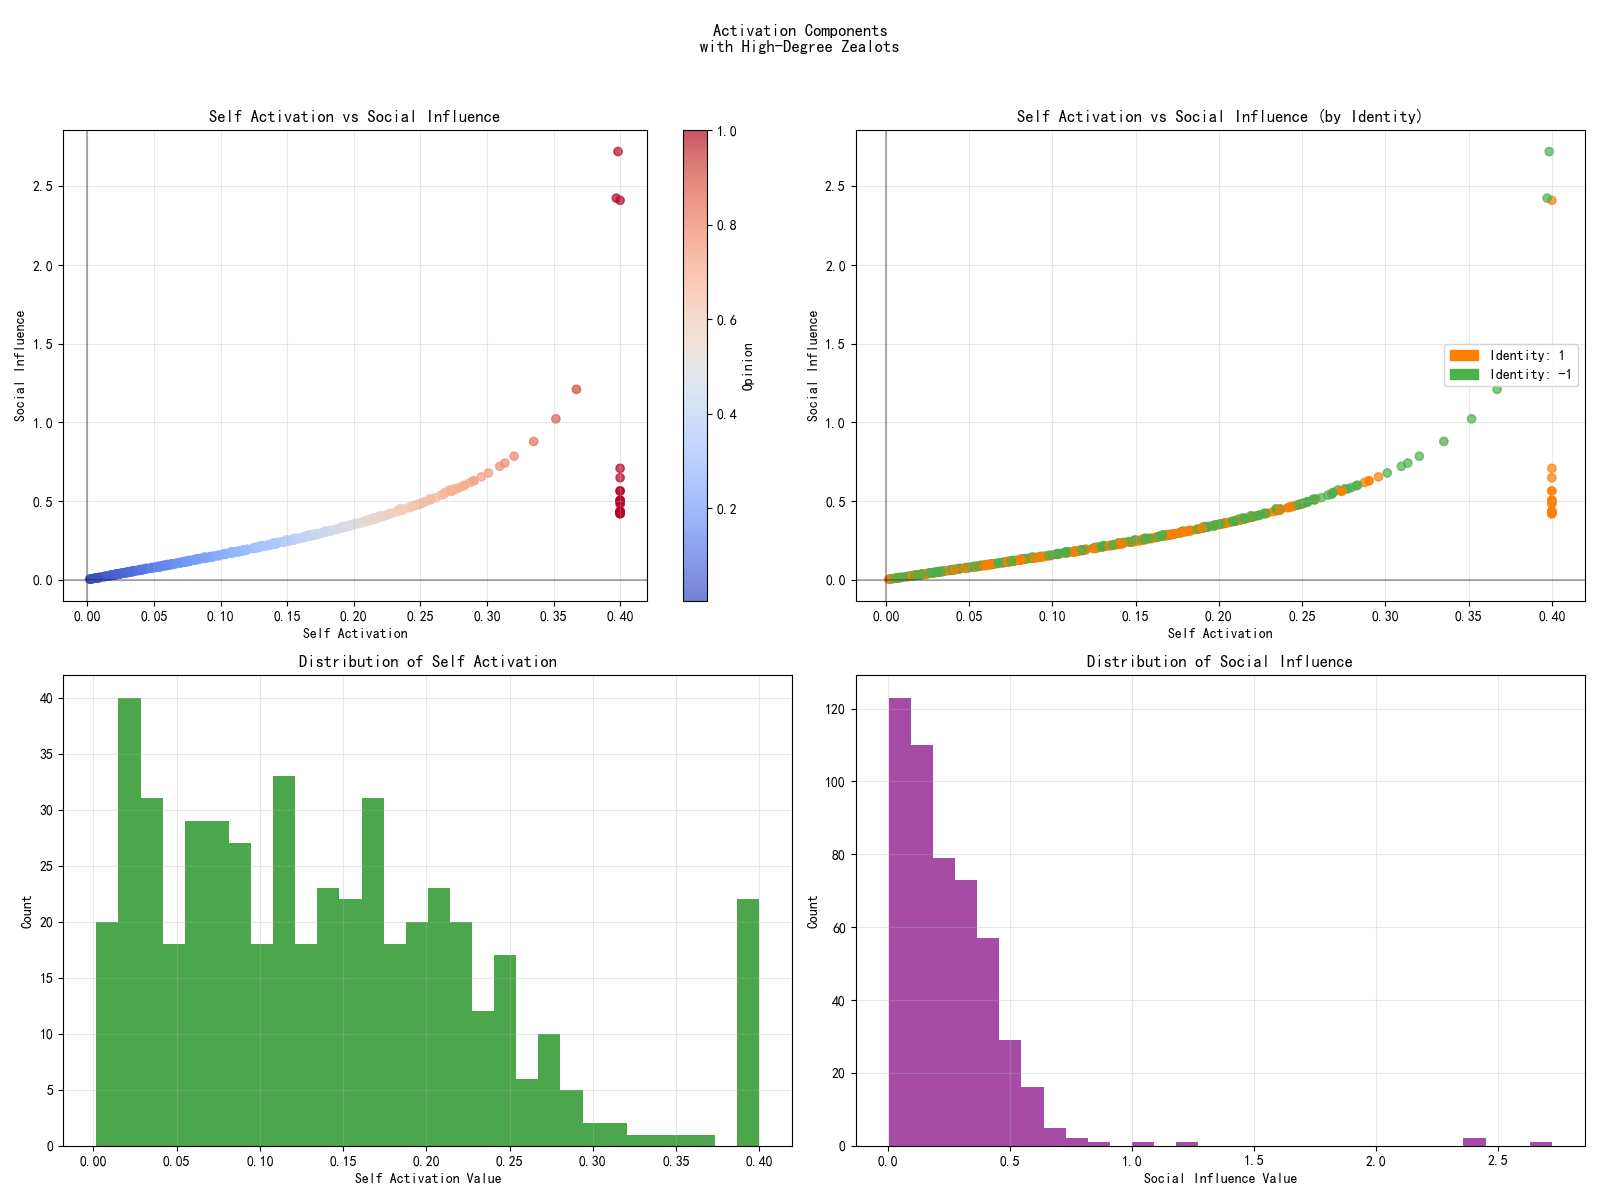 Activation Components
with High-Degree Zealots
Self Activation vs Social Influence
Social Influence
2.5
2.0
1.5
1.0
0.5
0.0
0.00 0.05 0.10 0.15 0.20 0.25 0.30 0.35 0.40
Self Activation
1.0
0.8
0.6
0.4
0.2
Opinion
Self Activation vs Social Influence (by Identity)
Social Influence
2.5
2.0
1.5
1.0
0.5
0.0
Identity: 1
Identity: -1
0.00 0.05 0.10 0.15 0.20 0.25 0.30 0.35 0.40
Self Activation
Distribution of Self Activation
Count
40
35
30
25
20
15
10
5
0
0.00 0.05 0.10 0.15 0.20 0.25 0.30 0.35 0.40
Self Activation Value
Distribution of Social Influence
Count
120
100
80
60
40
20
0
0.0 0.5 1.0 1.5 2.0 2.5
Social Influence Value